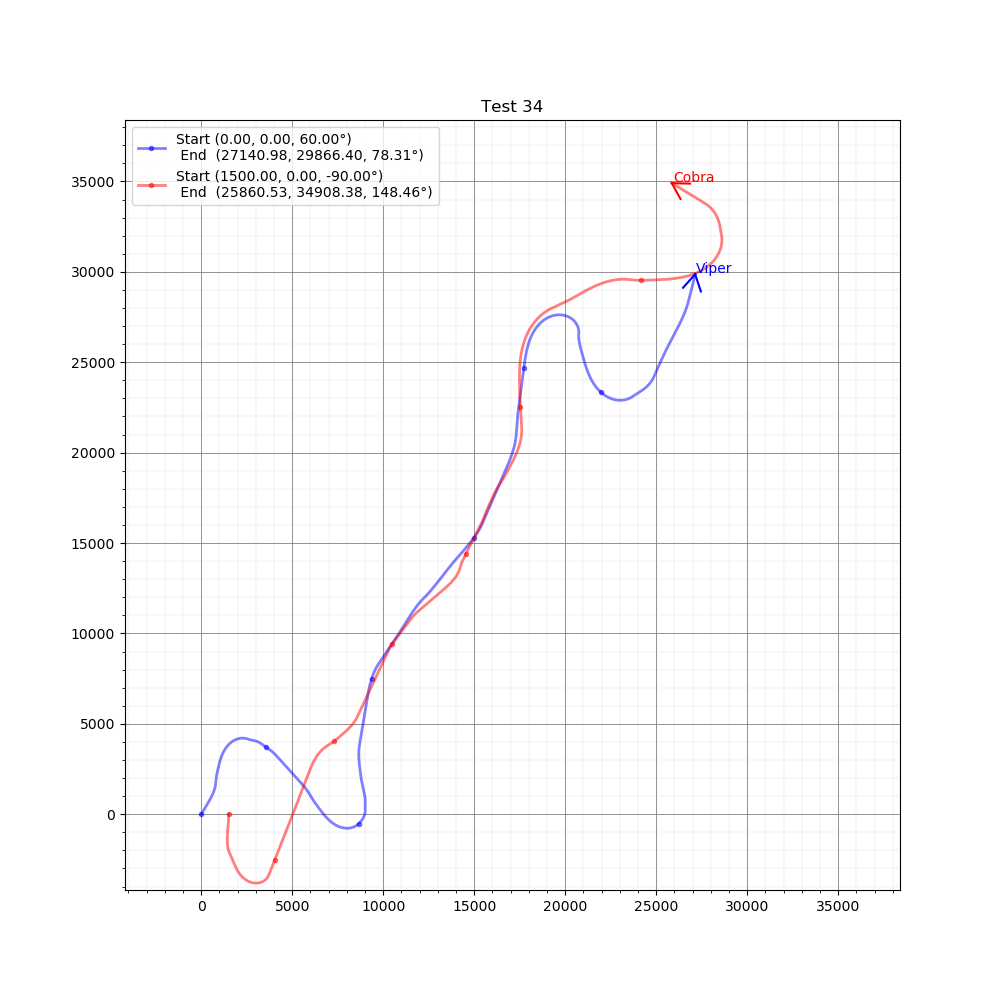 Test 34
Start (0.00, 0.00, 60.00°)
End  (27140.98, 29866.40, 78.31°)
Start (1500.00, 0.00, -90.00°)
End  (25860.53, 34908.38, 148.46°)
35000
30000
25000
20000
15000
10000
5000
0
Cobra
Viper
0 5000 10000 15000 20000 25000 30000 35000